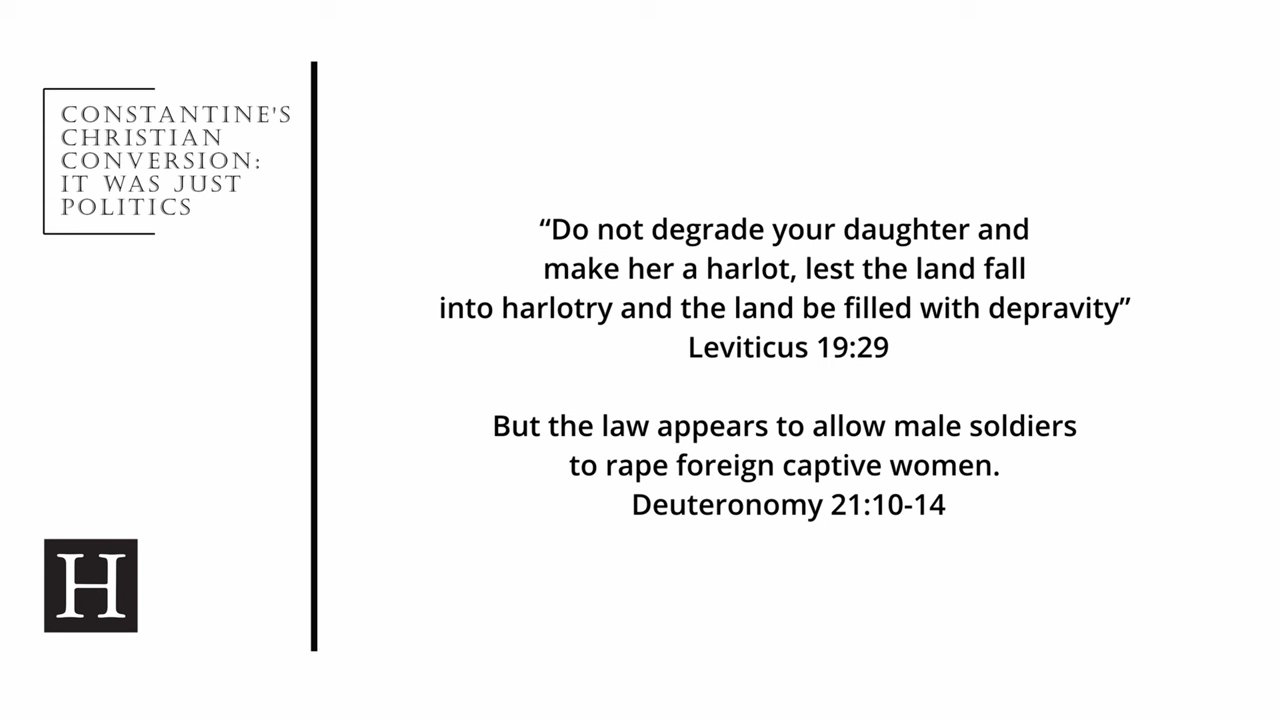 CONSTANTINE'S
CHRISTIAN
CONVERSION:
IT WAS JUST
POLITICS
“Do not degrade your daughter and
make her a harlot, lest the land fall
into harlotry and the land be filled with depravity”
Leviticus 19:29
But the law appears to allow male soldiers
to rape foreign captive women.
Deuteronomy 21:10-14
H